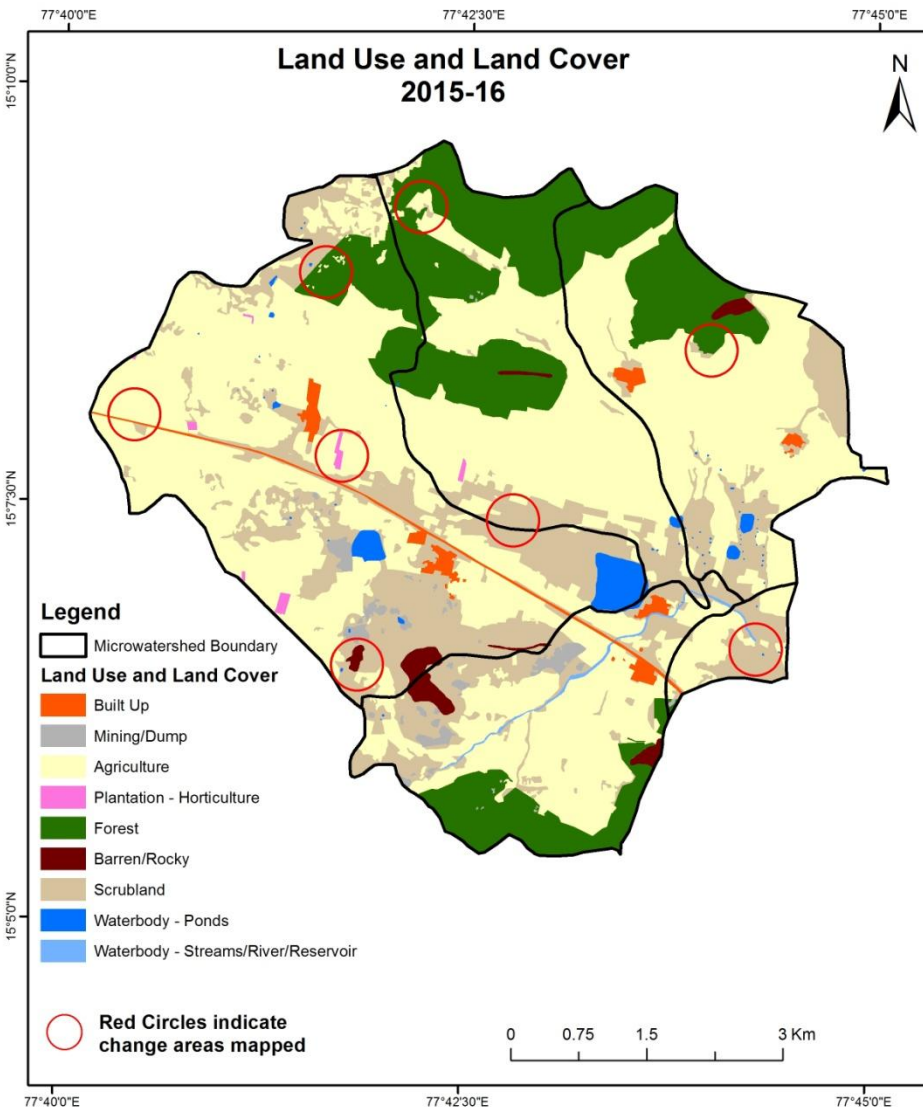 77°40'0"E
77°42'30"E
77°45'0"E
Land Use and Land Cover
2015-16
N
15°10'0"N
15°7'30"N
15°5'0"N
Legend
Microwatershed Boundary
Land Use and Land Cover
Built Up
Mining/Dump
Agriculture
Plantation - Horticulture
Forest
Barren/Rocky
Scrubland
Waterbody - Ponds
Waterbody - Streams/River/Reservoir
Red Circles indicate
change areas mapped
0 0.75 1.5 3 Km
77°40'0"E
77°42'30"E
77°45'0"E